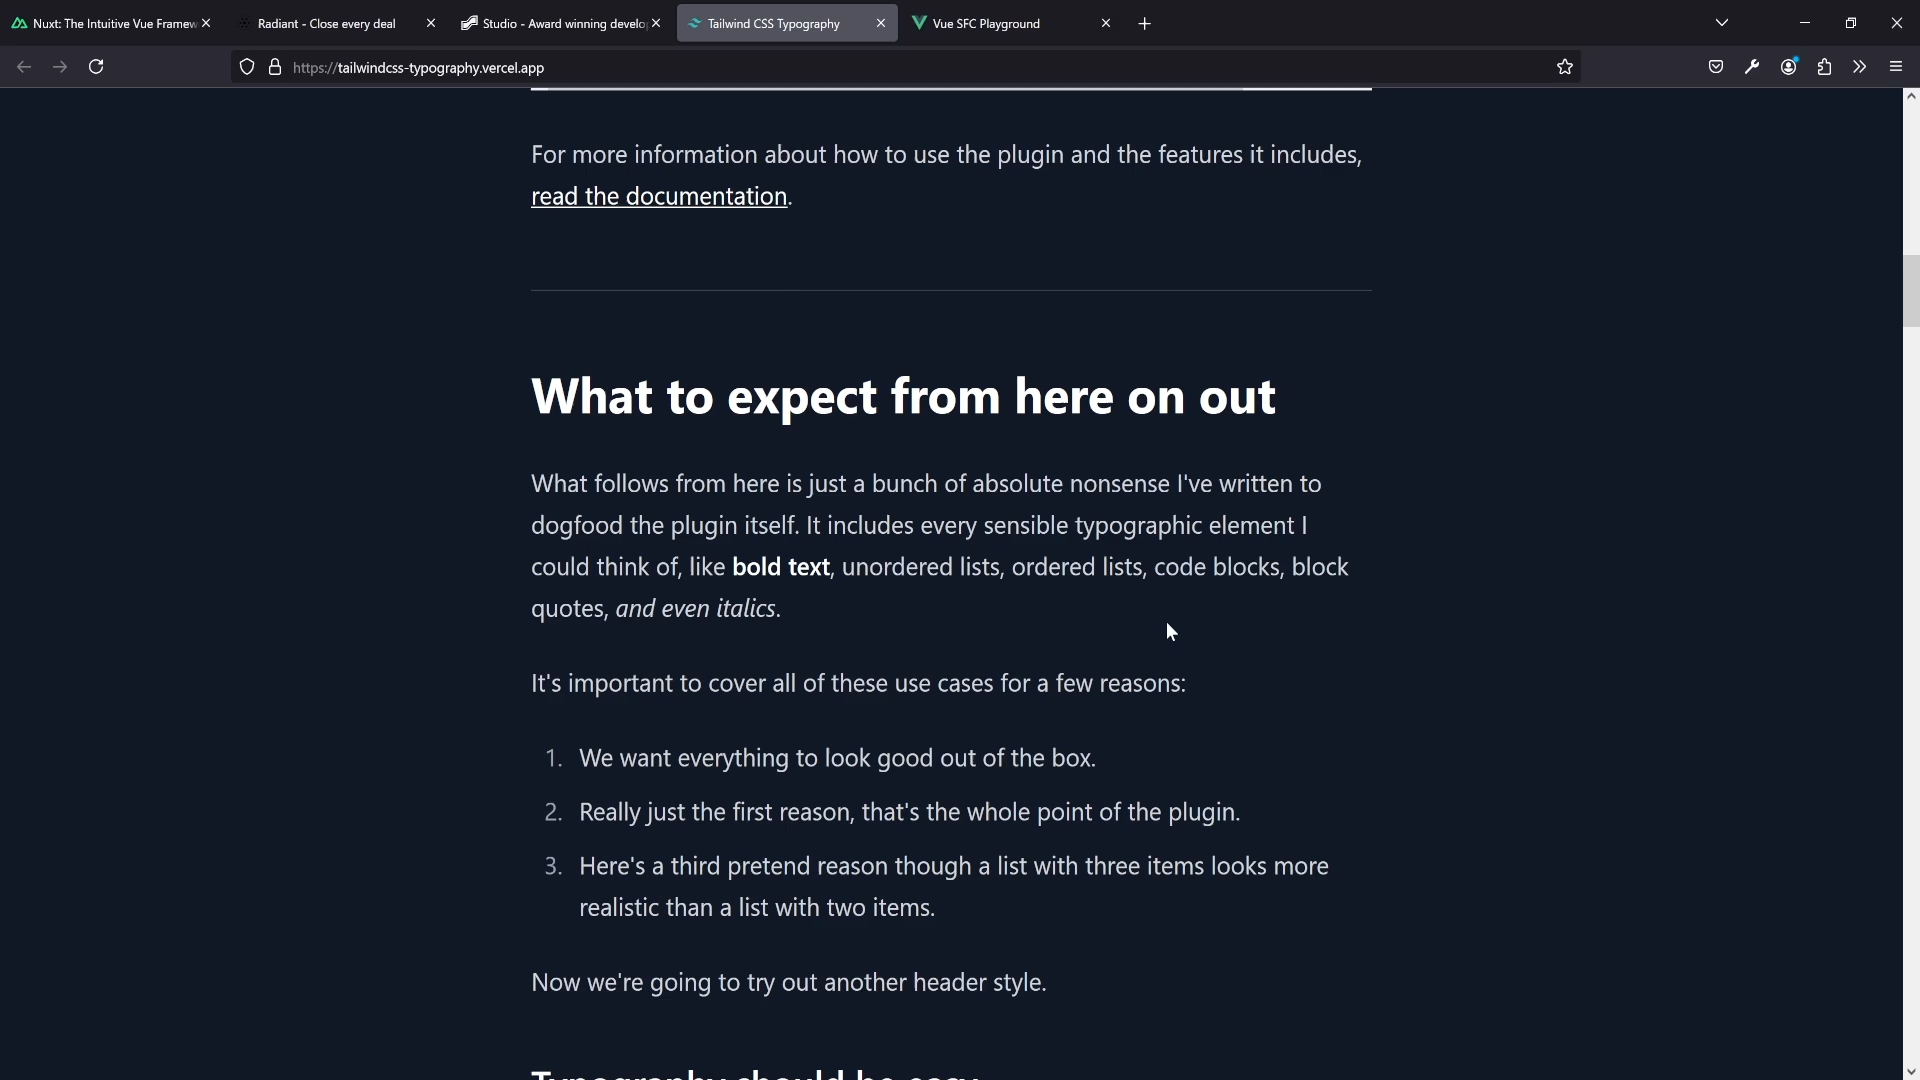 Nuxt: The Intuitive Vue Framew
Radiant - Close every deal
Studio - Award winning develo
Tailwind CSS Typography
Vue SFC Playground
https://tailwindcss-typography.vercel.app
For more information about how to use the plugin and the features it includes,
read the documentation.
What to expect from here on out
What follows from here is just a bunch of absolute nonsense I've written to
dogfood the plugin itself. It includes every sensible typographic element I
could think of, like bold text, unordered lists, ordered lists, code blocks, block
quotes, and even italics.
It's important to cover all of these use cases for a few reasons:
1. We want everything to look good out of the box.
2. Really just the first reason, that's the whole point of the plugin.
3. Here's a third pretend reason though a list with three items looks more
realistic than a list with two items.
Now we're going to try out another header style.
Typography should be easy